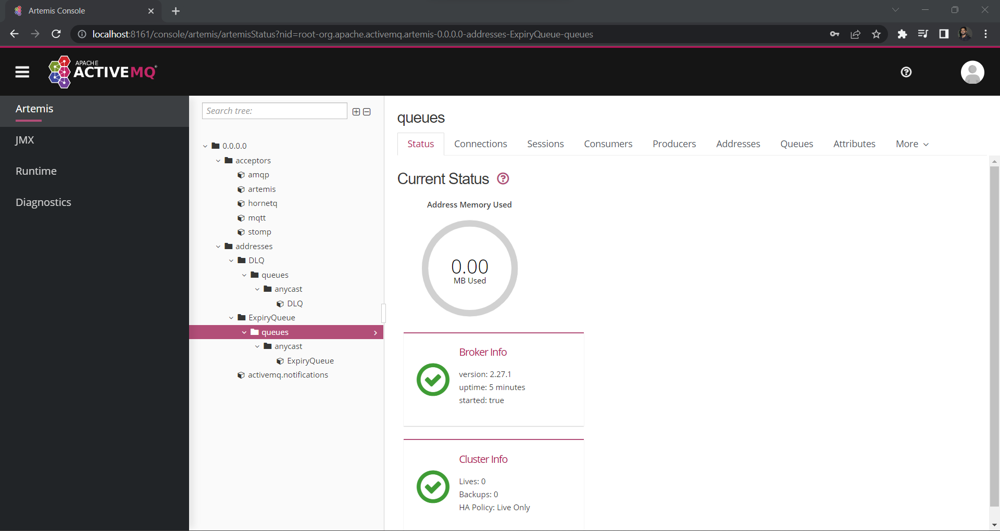 Artemis Console
localhost:8161/console/artemis/artemisStatus?nid=root-org.apache.activemq.artemis-0.0.0.0-addresses-ExpiryQueue-queues
APACHE
ACTIVEMQ®
Artemis
JMX
Runtime
Diagnostics
Search tree:
0.0.0.0
acceptors
amqp
artemis
hornetq
mqtt
stomp
addresses
DLQ
queues
anycast
DLQ
ExpiryQueue
queues
anycast
ExpiryQueue
activemq.notifications
queues
Status Connections Sessions Consumers Producers Addresses Queues Attributes More
Current Status
Address Memory Used
0.00
MB Used
Broker Info
version: 2.27.1
uptime: 5 minutes
started: true
Cluster Info
Lives: 0
Backups: 0
HA Policy: Live Only